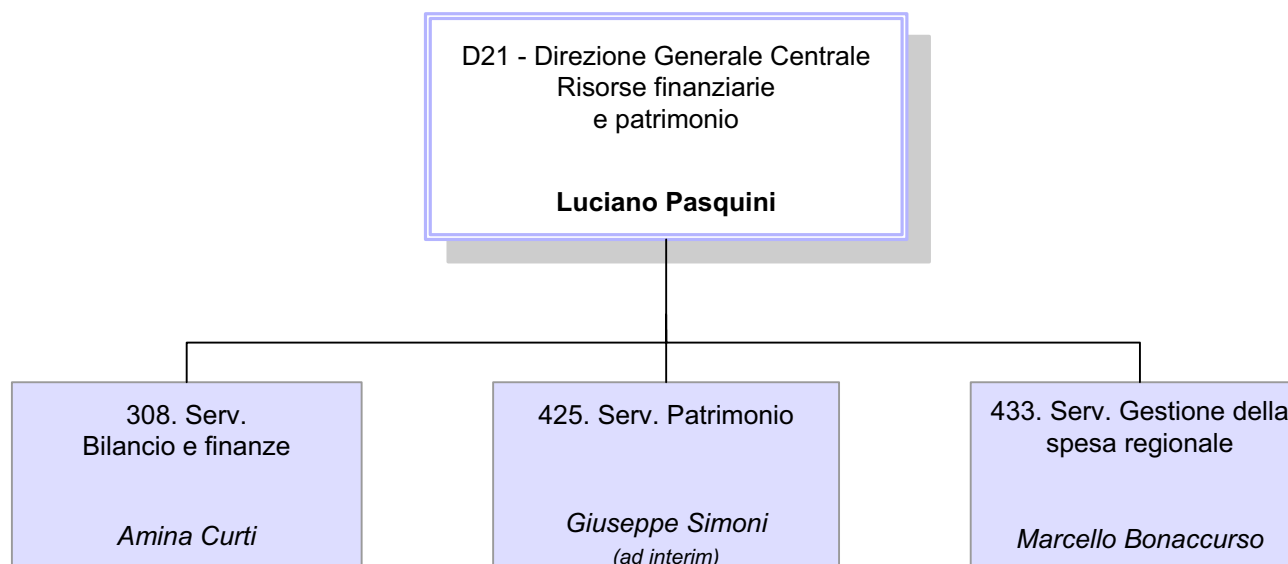 D21 - Direzione Generale Centrale
Risorse finanziarie
e patrimonio
Luciano Pasquini
308. Serv.
Bilancio e finanze
Amina Curti
425. Serv. Patrimonio
Giuseppe Simoni
(ad interim)
433. Serv. Gestione della
spesa regionale
Marcello Bonaccurso